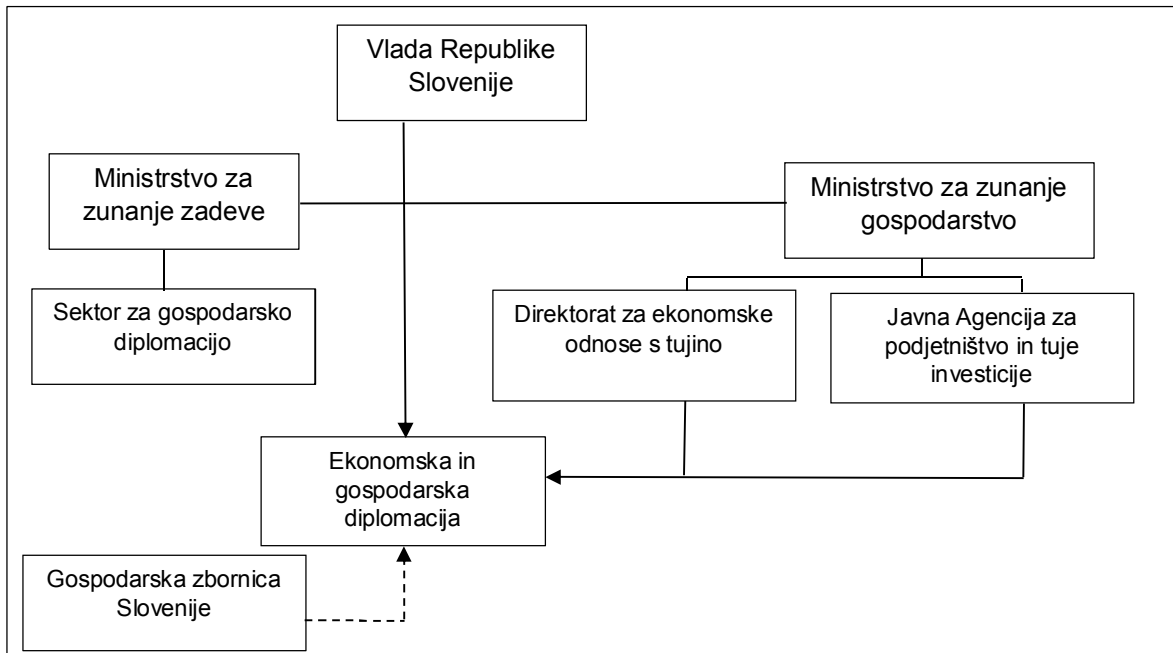 Vlada Republike
Slovenije
Ministrstvo za
zunanje zadeve
Ministrstvo za zunanje
gospodarstvo
Sektor za gospodarsko
diplomacijo
Direktorat za ekonomske
odnose s tujino
Javna Agencija za
podjetništvo in tuje
investicije
Ekonomska in
gospodarska
diplomacija
Gospodarska zbornica
Slovenije